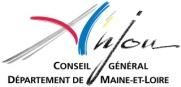 Anjou
CONSEIL GÉNÉRAL
DÉPARTEMENT DE MAINE-ET-LOIRE